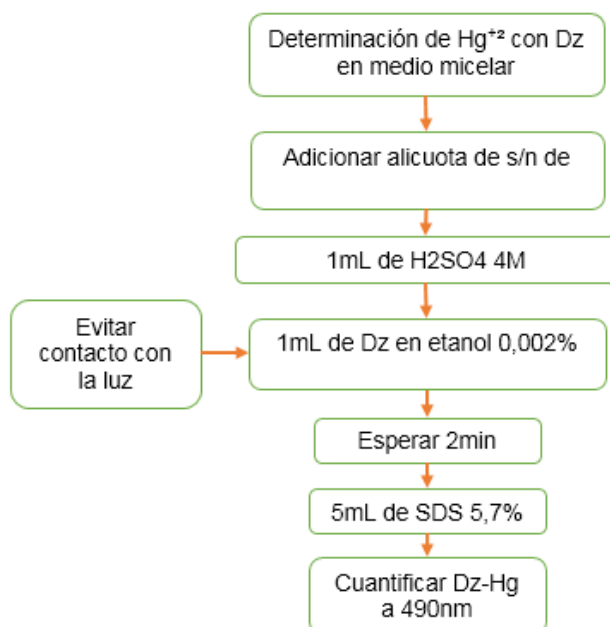 Determinación de Hg⁺² con Dz
en medio micelar
Adicionar alicuota de s/n de
1mL de H2SO4 4M
Evitar
contacto con
la luz
1mL de Dz en etanol 0,002%
Esperar 2min
5mL de SDS 5,7%
Cuantificar Dz-Hg
a 490nm